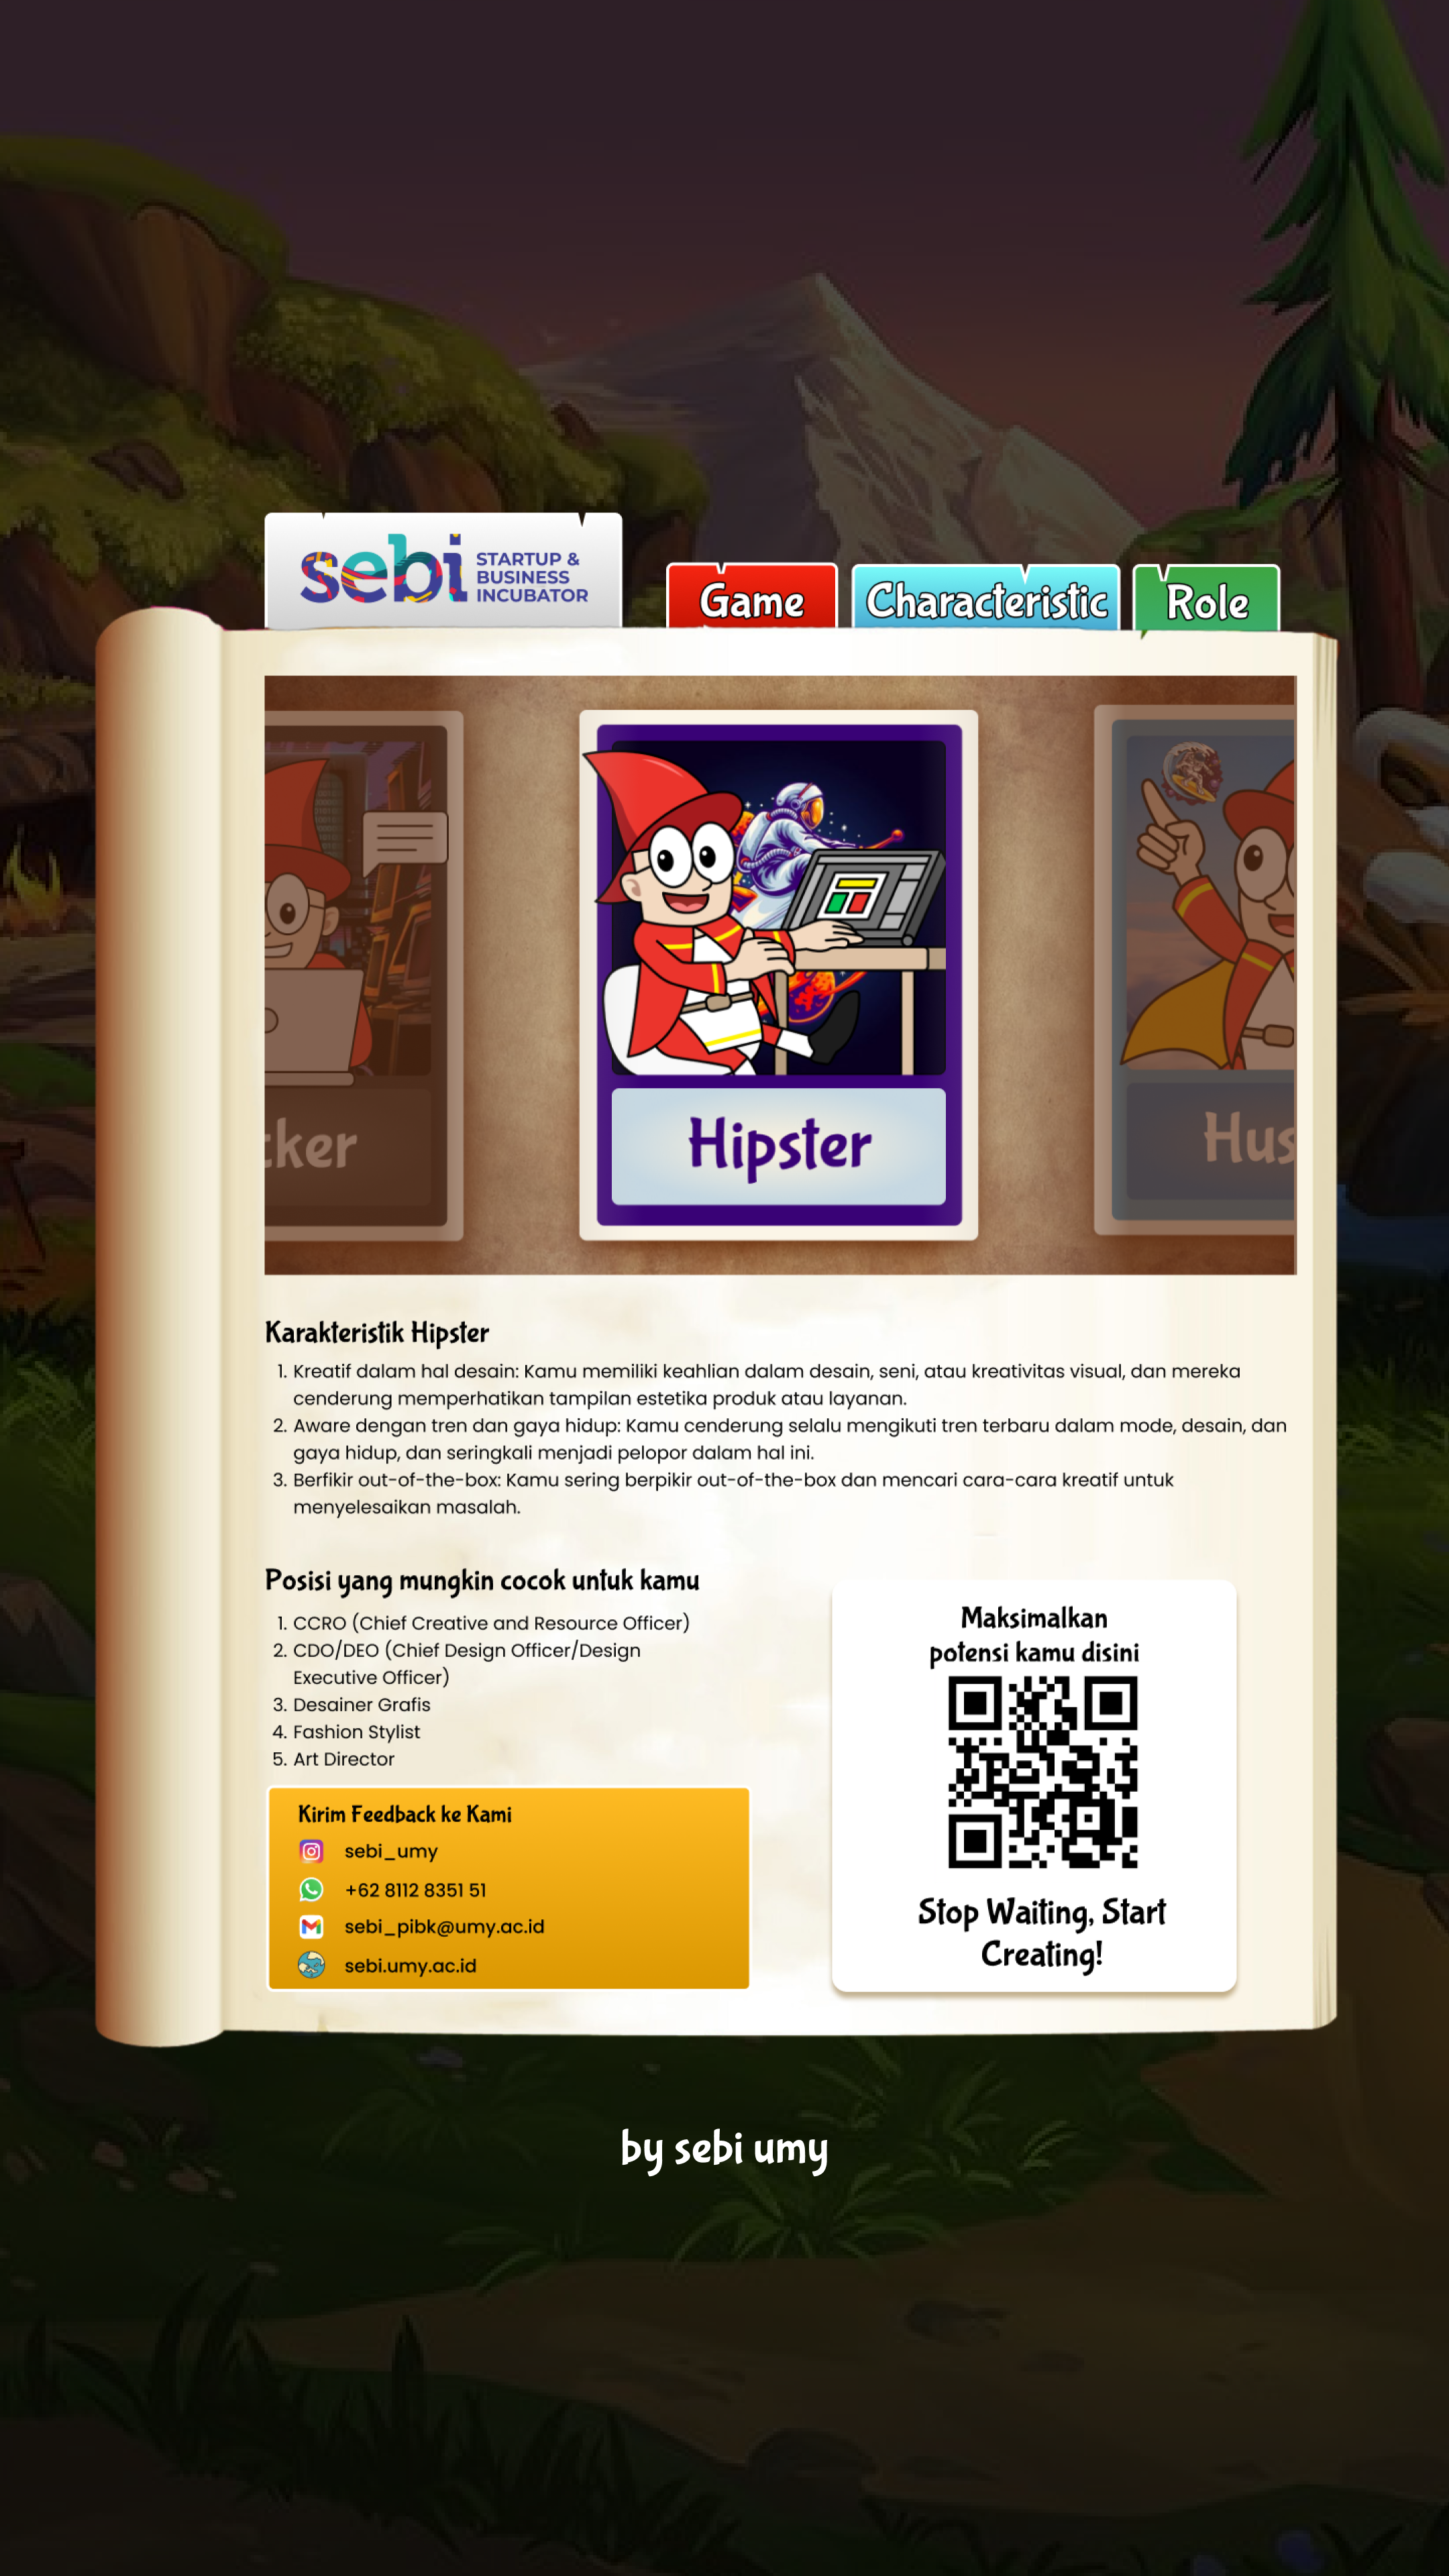 sebi STARTUP &
BUSINESS
INCUBATOR
Game
Characteristic
Role
Hipster
Karakteristik Hipster
1. Kreatif dalam hal desain: Kamu memiliki keahlian dalam desain, seni, atau kreativitas visual, dan mereka
cenderung memperhatikan tampilan estetika produk atau layanan.
2. Aware dengan tren dan gaya hidup: Kamu cenderung selalu mengikuti tren terbaru dalam mode, desain, dan
gaya hidup, dan seringkali menjadi pelopor dalam hal ini.
3. Berfikir out-of-the-box: Kamu sering berpikir out-of-the-box dan mencari cara-cara kreatif untuk
menyelesaikan masalah.
Posisi yang mungkin cocok untuk kamu
1. CCRO (Chief Creative and Resource Officer)
2. CDO/DEO (Chief Design Officer/Design
Executive Officer)
3. Desainer Grafis
4. Fashion Stylist
5. Art Director
Kirim Feedback ke Kami
sebi_umy
+62 8112 8351 51
sebi_pibk@umy.ac.id
sebi.umy.ac.id
Maksimalkan
potensi kamu disini
Stop Waiting, Start
Creating!
by sebi umy